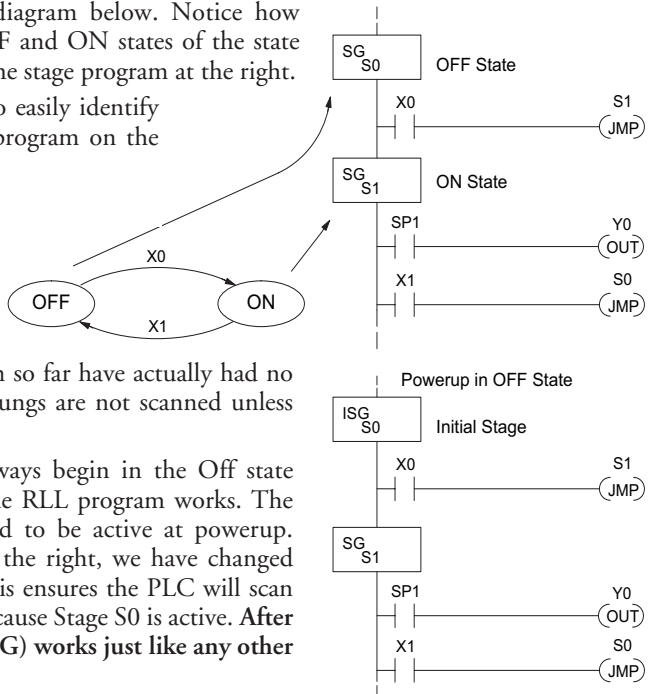 diagram below. Notice how
F and ON states of the state
ne stage program at the right.
o easily identify
program on the
OFF
X0
X1
ON
n so far have actually had no
ungs are not scanned unless
ways begin in the Off state
ne RLL program works. The
d to be active at powerup.
the right, we have changed
is ensures the PLC will scan
cause Stage S0 is active. After
G) works just like any other
SG
S0
OFF State
X0
S1
JMP
SG
S1
ON State
SP1
Y0
OUT
X1
S0
JMP
Powerup in OFF State
ISG
S0
Initial Stage
X0
S1
JMP
SG
S1
SP1
Y0
OUT
X1
S0
JMP